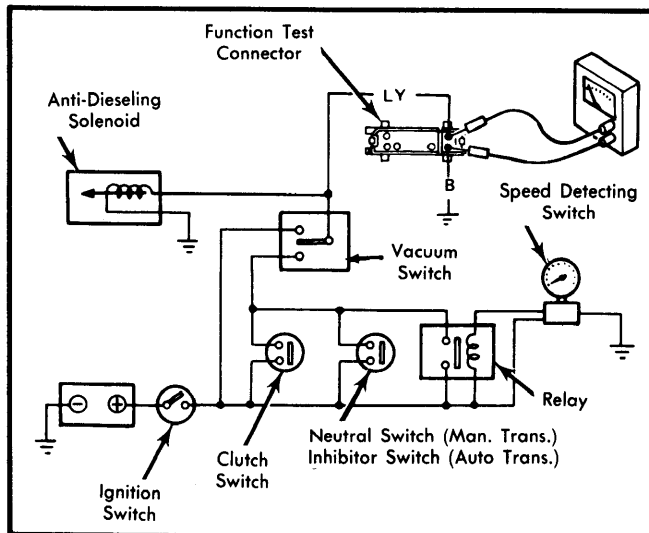 Function Test
Connector
Anti-Dieseling
Solenoid
LY
B
Speed Detecting
Switch
Vacuum
Switch
Relay
Neutral Switch (Man. Trans.)
Inhibitor Switch (Auto Trans.)
Clutch
Switch
Ignition
Switch